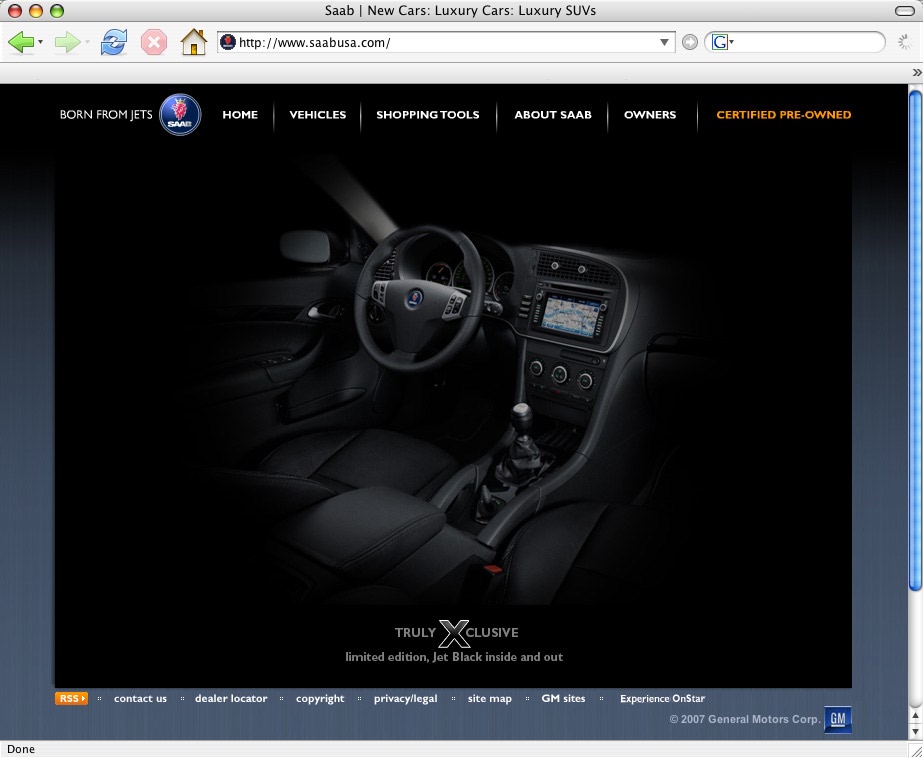 Saab | New Cars: Luxury Cars: Luxury SUVs
http://www.saabusa.com/
G
»
BORN FROM JETS SAAB HOME VEHICLES SHOPPING TOOLS ABOUT SAAB OWNERS CERTIFIED PRE-OWNED
TRULY XCLUSIVE
limited edition, Jet Black inside and out
RSS contact us dealer locator copyright privacy/legal site map GM sites Experience OnStar
© 2007 General Motors Corp. GM
Done